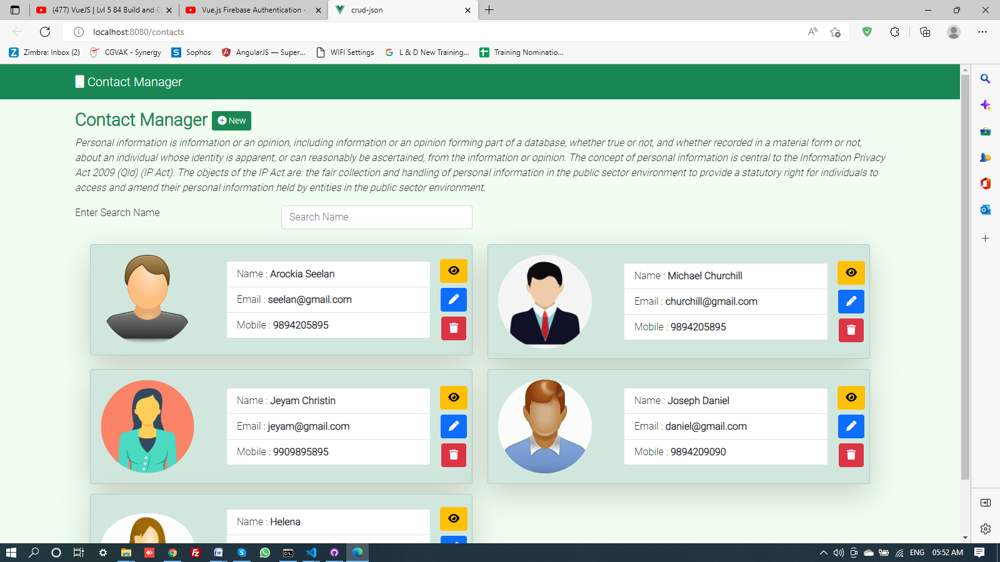 (477) VueJS | Lvl 5 84 Build and D
Vue.js Firebase Authentication -
crud-json
localhost:8080/contacts
Zimbra: Inbox (2)
CGVAK - Synergy
Sophos
AngularJS — Super...
WIFI Settings
L & D New Training...
Training Nominatio...
Contact Manager
Contact Manager
New
Personal information is information or an opinion, including information or an opinion forming part of a database, whether true or not, and whether recorded in a material form or not,
about an individual whose identity is apparent, or can reasonably be ascertained, from the information or opinion. The concept of personal information is central to the Information Privacy
Act 2009 (Qld) (IP Act). The objects of the IP Act are: the fair collection and handling of personal information in the public sector environment to provide a statutory right for individuals to
access and amend their personal information held by entities in the public sector environment.
Enter Search Name
Search Name
Name : Arockia Seelan
Email : seelan@gmail.com
Mobile : 9894205895
Name : Michael Churchill
Email : churchill@gmail.com
Mobile : 9894205895
Name : Jeyam Christin
Email : jeyam@gmail.com
Mobile : 9909895895
Name : Joseph Daniel
Email : daniel@gmail.com
Mobile : 9894209090
Name : Helena
ENG
05:52 AM